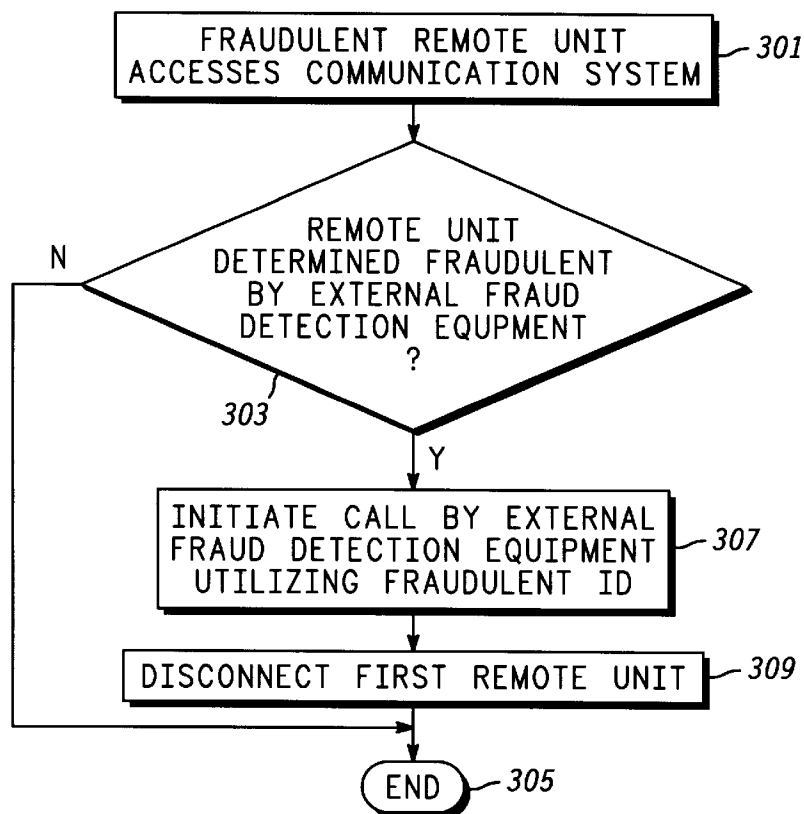 FRAUDULENT REMOTE UNIT
ACCESSES COMMUNICATION SYSTEM
301
N
REMOTE UNIT
DETERMINED FRAUDULENT
BY EXTERNAL FRAUD
DETECTION EQUPMENT
?
303
Y
INITIATE CALL BY EXTERNAL
FRAUD DETECTION EQUIPMENT
UTILIZING FRAUDULENT ID
307
DISCONNECT FIRST REMOTE UNIT
309
END
305